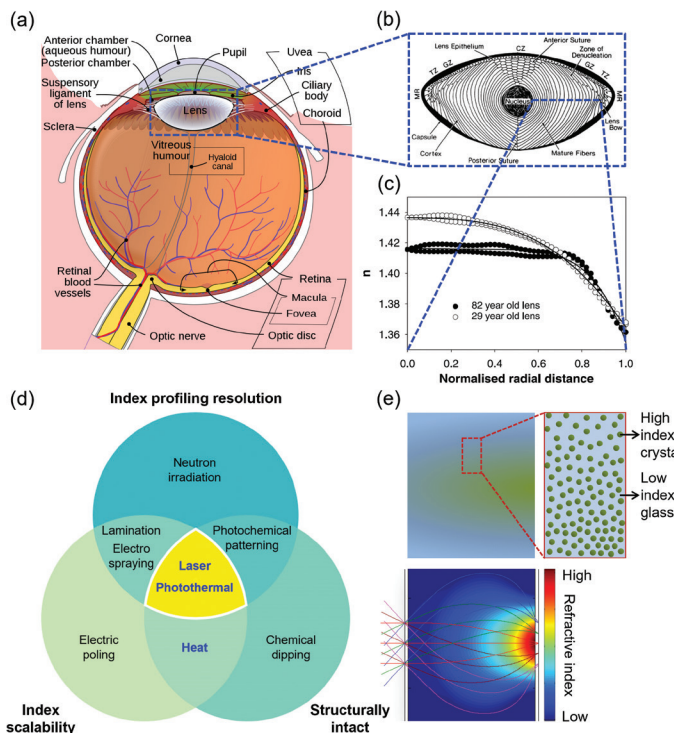 (a)
Anterior chamber
(aqueous humour)
Posterior chamber
Suspensory
ligament of lens
Sclera
Cornea
Pupil
Uvea
Iris
Ciliary
body
Choroid
Lens
Vitreous
humour
Hyaloid
canal
Retinal
blood
vessels
Retina
Macula
Fovea
Optic nerve
Optic disc
(b)
Lens Epithelium
CZ
Anterior Suture
Zone of
Denucleation
GZ
TZ
MR
GZ
TZ
MR
Nucleus
Lens
Bow
Capsule
Cortex
Posterior Suture
Mature Fibers
(c)
n
1.44
1.42
1.40
1.38
1.36
82 year old lens
29 year old lens
0.0
0.2
0.4
0.6
0.8
1.0
Normalised radial distance
(d)
Index profiling resolution
Neutron
irradiation
Lamination
Electro
spraying
Photochemical
patterning
Laser
Photothermal
Electric
poling
Heat
Chemical
dipping
Index
scalability
Structurally
intact
(e)
High
index
crysta
Low
index
glass
High
Refractive index
Low